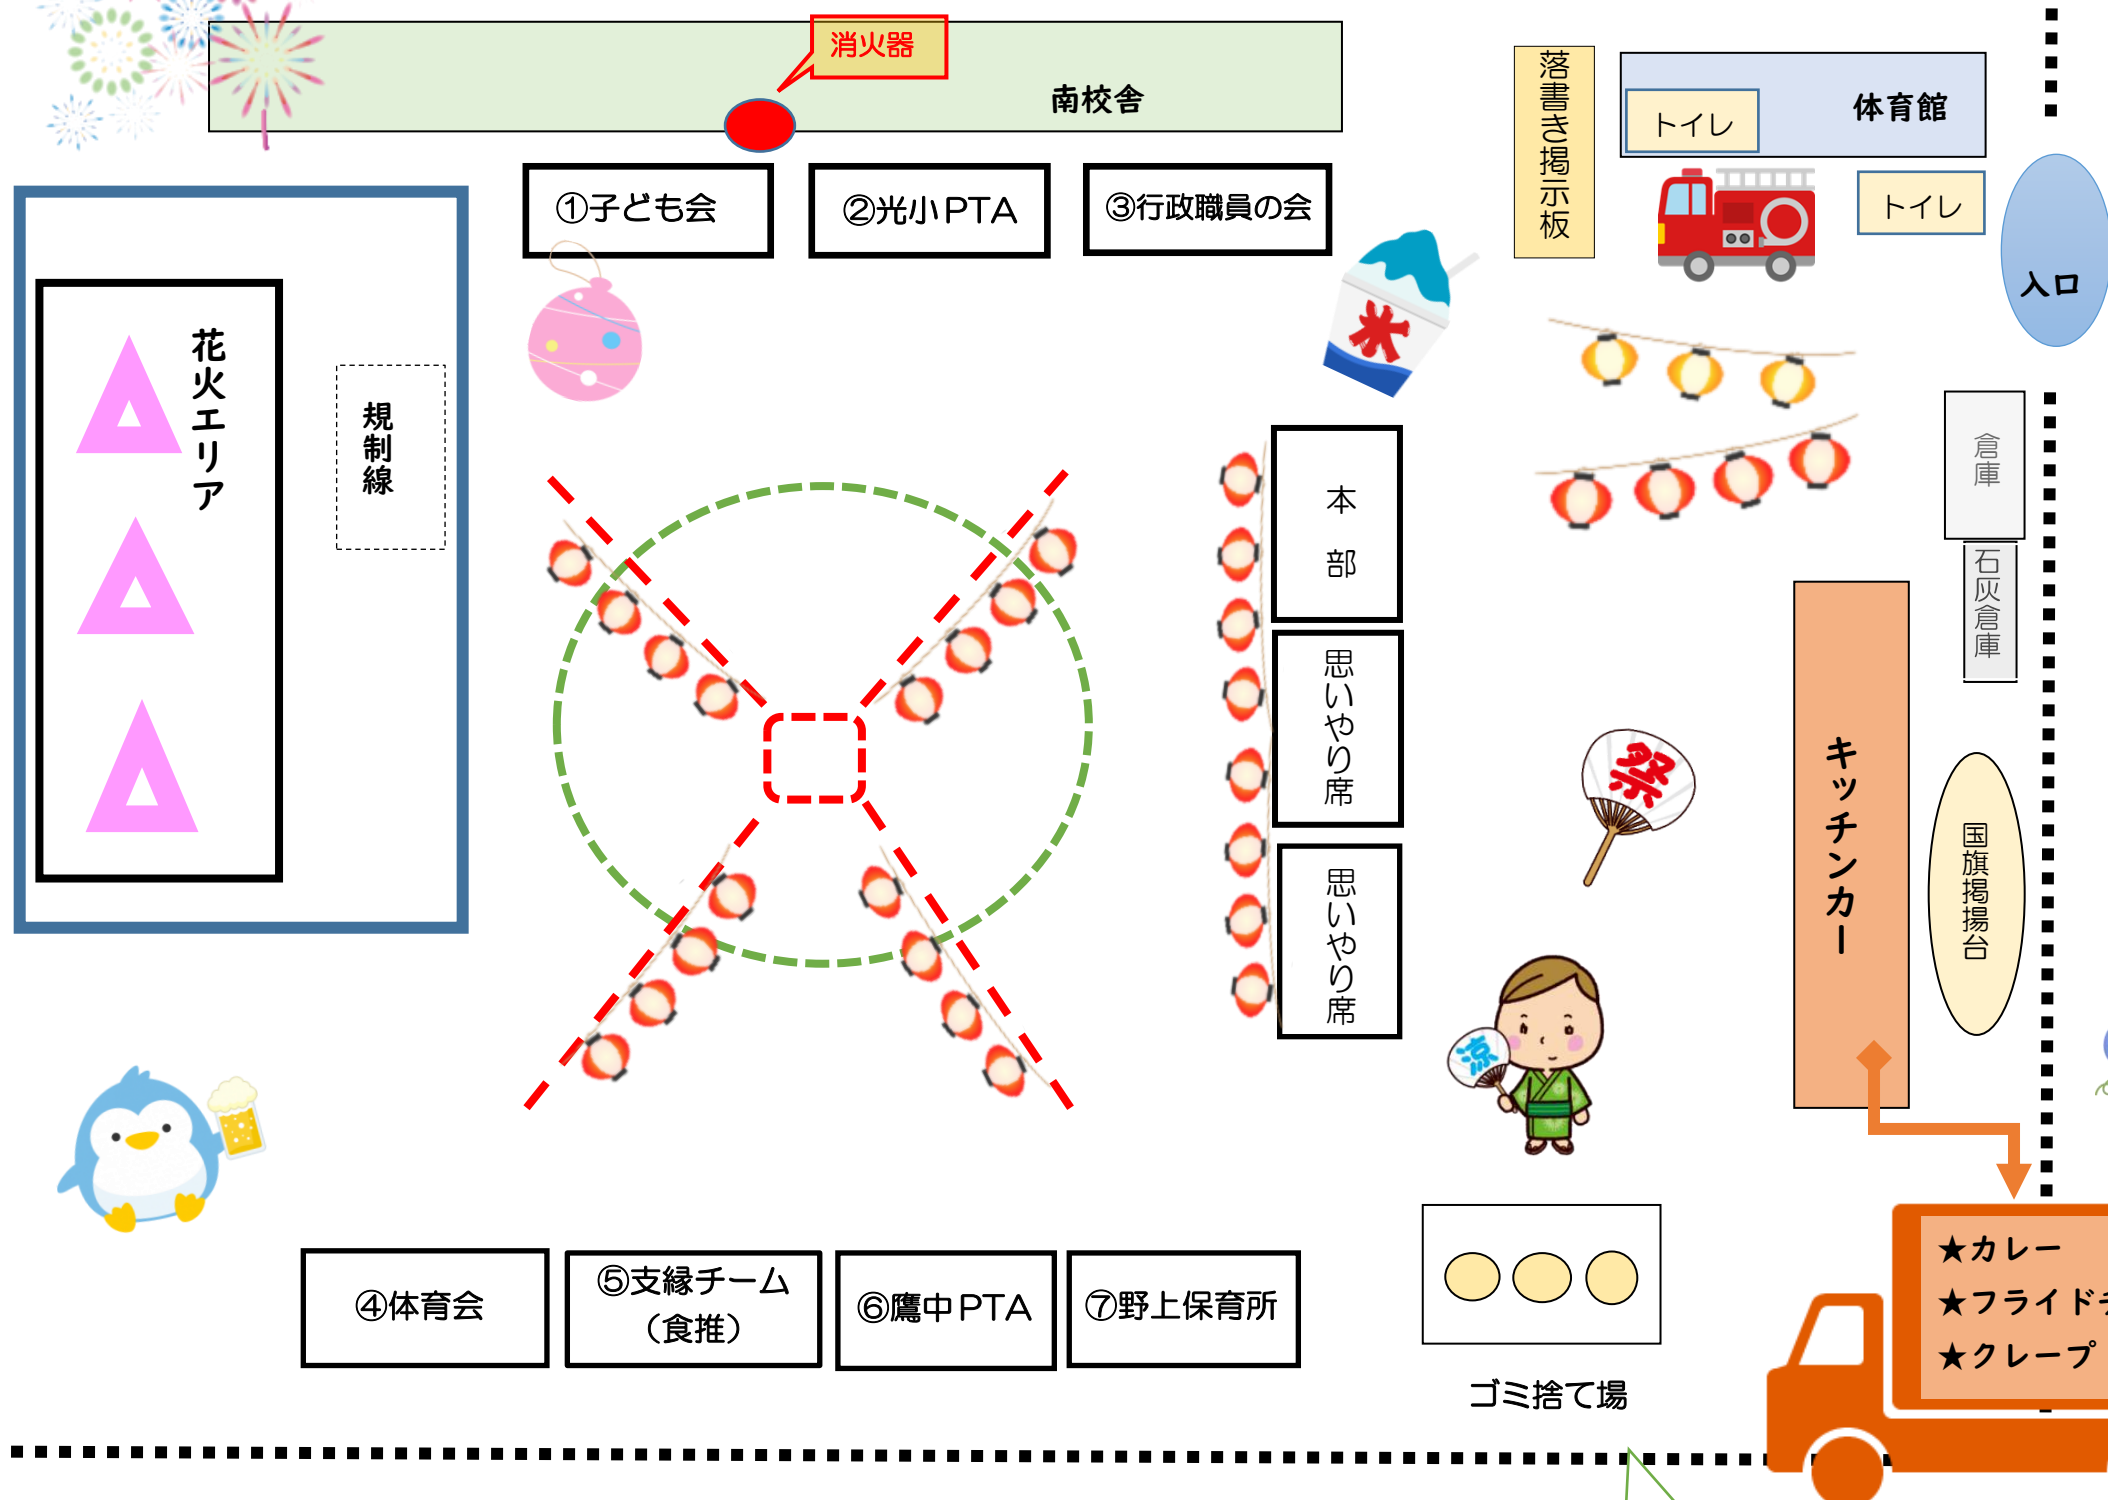 消火器
南校舎
落書き掲示板
トイレ
体育館
①子ども会
②光小PTA
③行政職員の会
トイレ
入口
氷
花火エリア
規制線
倉庫
本部
石灰倉庫
思いやり席
祭
キッチンカー
国旗掲揚台
思いやり席
涼
★カレー
★フライドチ
★クレープ
④体育会
⑤支縁チーム
（食推）
⑥鷹中PTA
⑦野上保育所
ゴミ捨て場